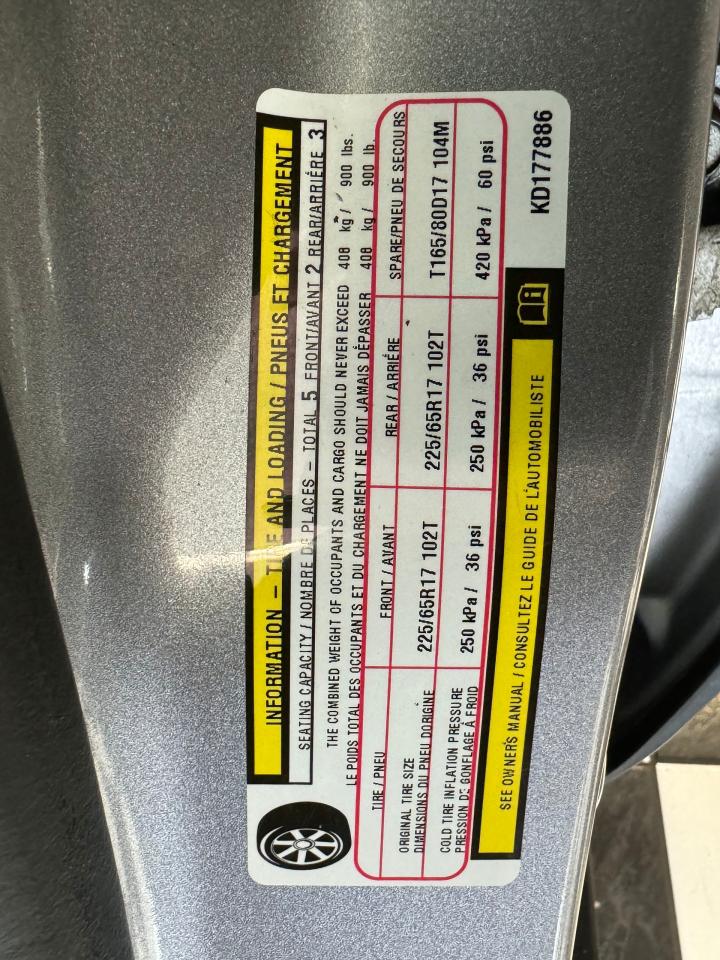 INFORMATION – TIRE AND LOADING / PNEUS ET CHARGEMENT
SEATING CAPACITY / NOMBRE DE PLACES – TOTAL 5 FRONT/AVANT 2 REAR/ARRIÉRE 3
THE COMBINED WEIGHT OF OCCUPANTS AND CARGO SHOULD NEVER EXCEED 408 kg / 900 lbs.
LE POIDS TOTAL DES OCCUPANTS ET DU CHARGEMENT NE DOIT JAMAIS DÉPASSER 408 kg / 900 lb.
TIRE / PNEU FRONT / AVANT REAR / ARRIÉRE SPARE/PNEU DE SECOURS
ORIGINAL TIRE SIZE
DIMENSIONS DU PNEU D'ORIGINE 225/65R17 102T 225/65R17 102T T165/80D17 104M
COLD TIRE INFLATION PRESSURE
PRESSION DE GONFLAGE À FROID 250 kPa / 36 psi 250 kPa / 36 psi 420 kPa / 60 psi
SEE OWNER'S MANUAL / CONSULTEZ LE GUIDE DE L'AUTOMOBILISTE
KD177886